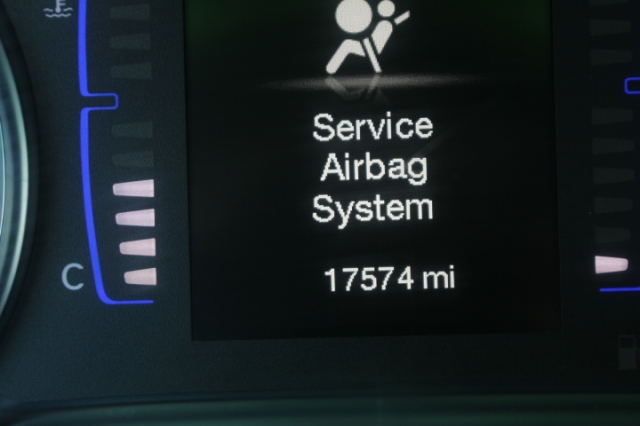 Service
Airbag
System
C
17574 mi